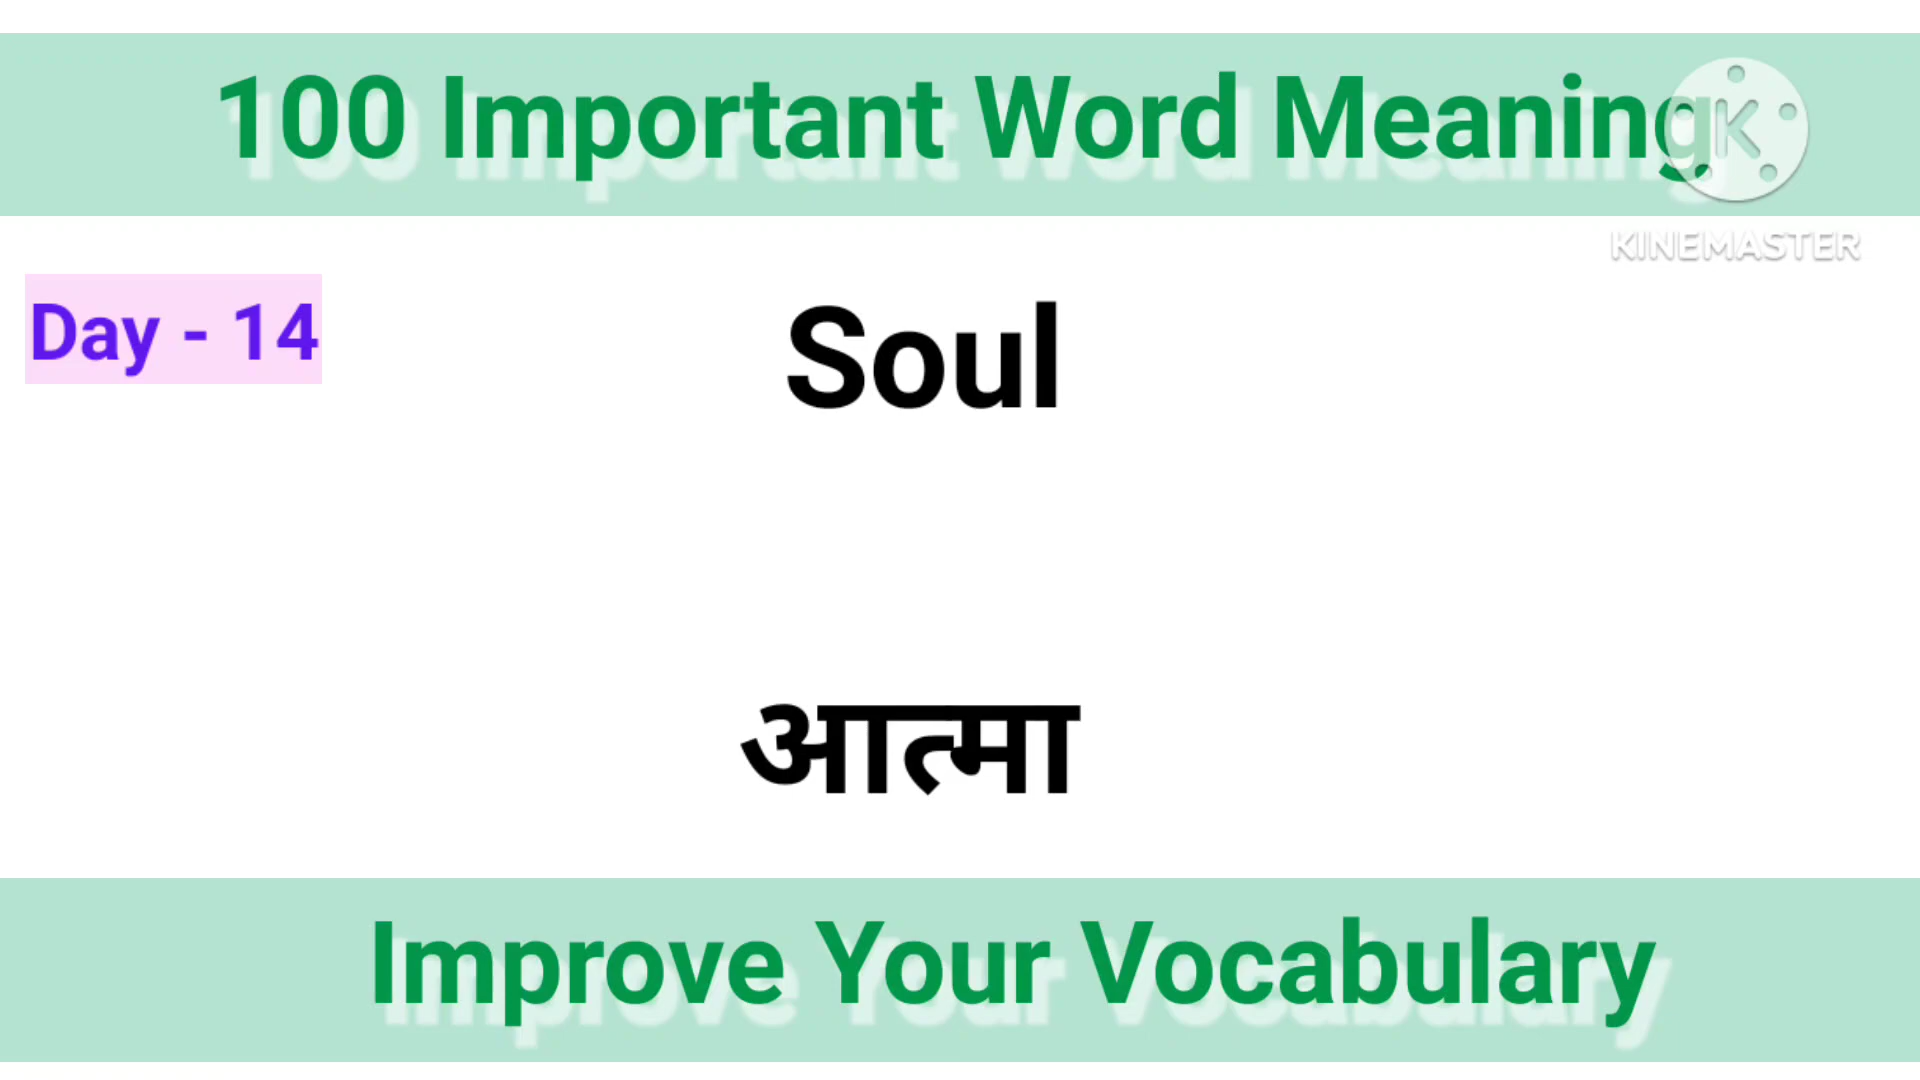 100 Important Word Meaning
K
KINEMASTER
Day - 14
Soul
आत्मा
Improve Your Vocabulary